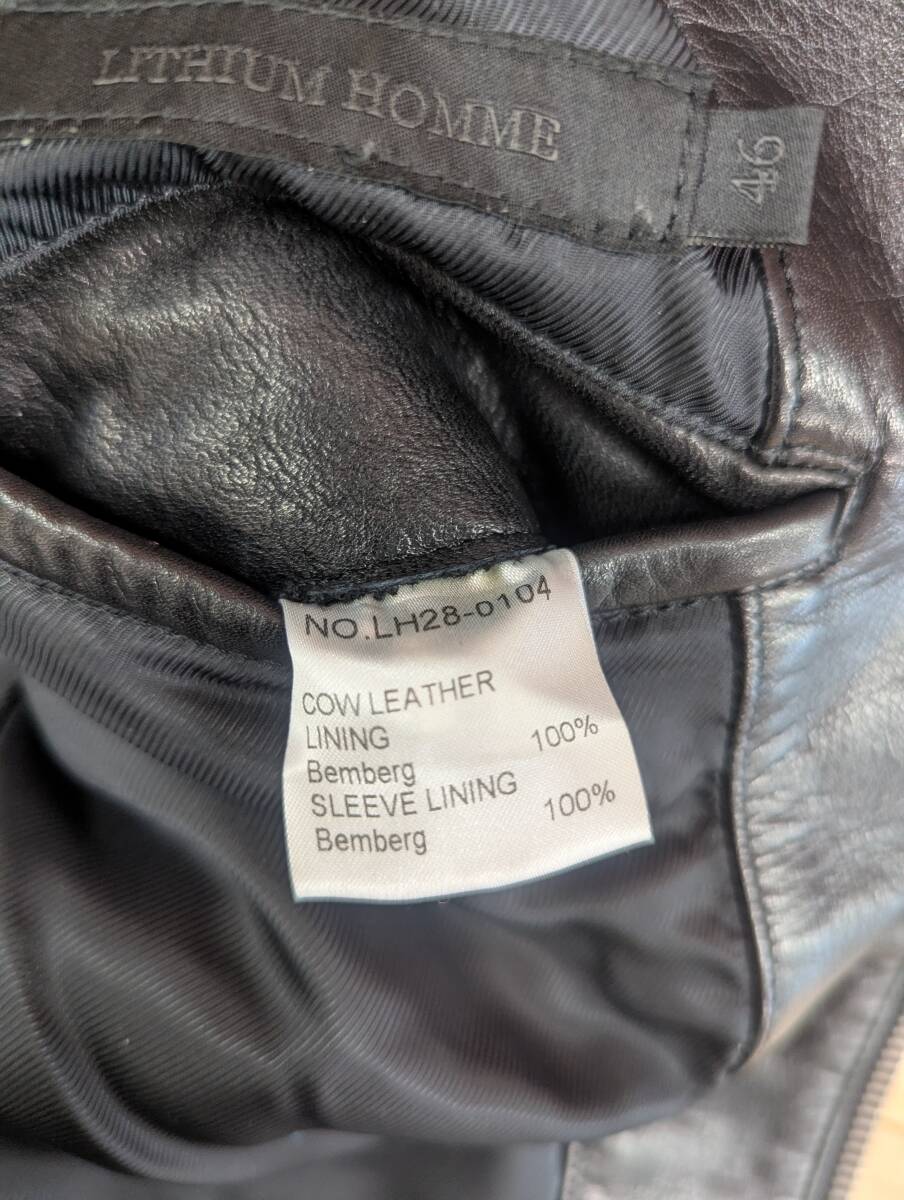 LITHIUM HOMME
46
NO.LH28-0104
COW LEATHER
LINING 100%
Bemberg
SLEEVE LINING 100%
Bemberg